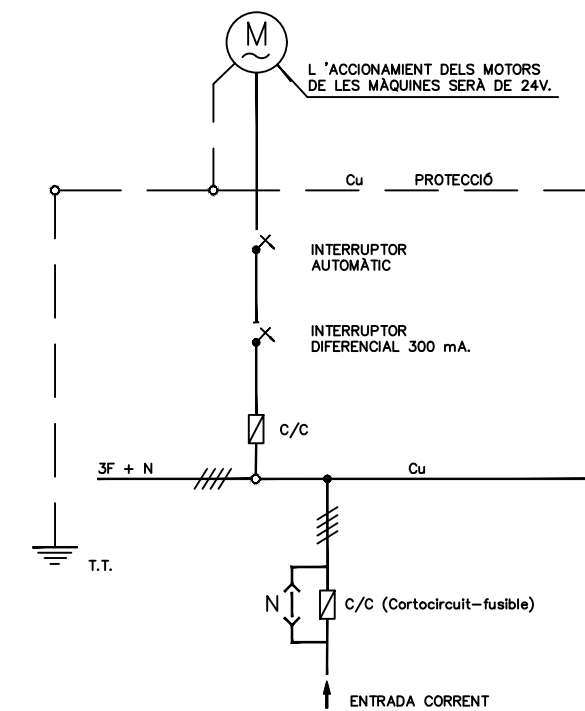 M
L 'ACCIONAMIENT DELS MOTORS
DE LES MÀQUINES SERÀ DE 24V.
Cu PROTECCIÓ
INTERRUPTOR
AUTOMÀTIC
INTERRUPTOR
DIFERENCIAL 300 mA.
C/C
3F + N Cu
T.T.
N C/C (Cortocircuit-fusible)
ENTRADA CORRENT